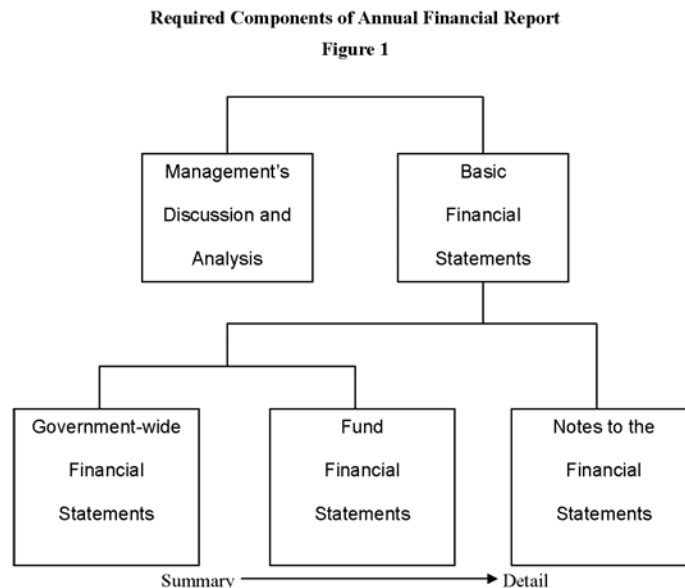 Required Components of Annual Financial Report
Figure 1
Management's
Discussion and
Analysis
Basic
Financial
Statements
Government-wide
Financial
Statements
Fund
Financial
Statements
Notes to the
Financial
Statements
Summary
Detail